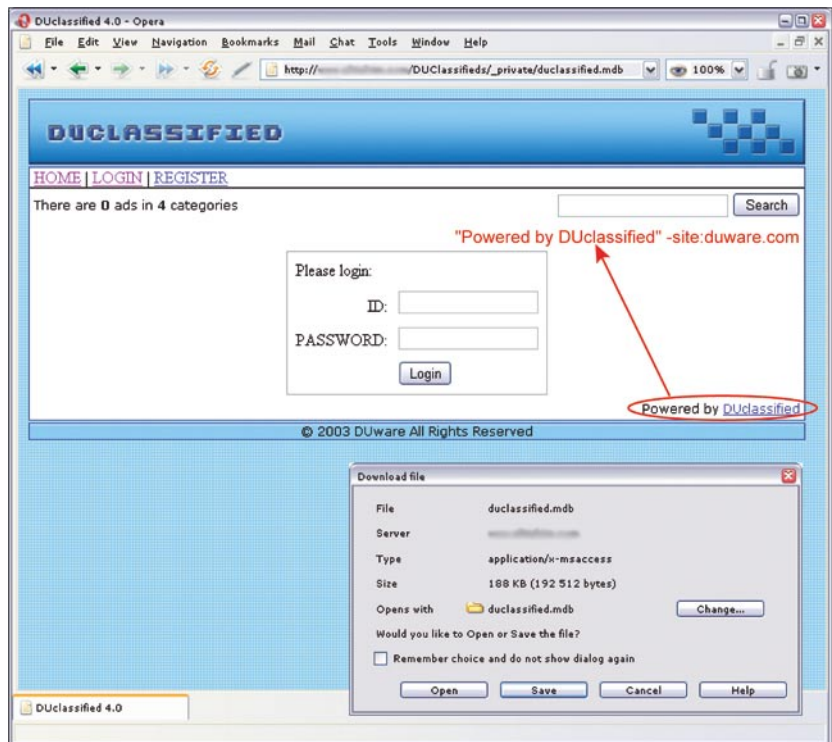 DUclassified 4.0 - Opera
File Edit View Navigation Bookmarks Mail Chat Tools Window Help
http:// /DUClassifieds/_private/duclassified.mdb 100%
DUCLASSIFIED
HOME | LOGIN | REGISTER
There are 0 ads in 4 categories
Search
"Powered by DUclassified" -site:duware.com
Please login:
ID:
PASSWORD:
Login
Powered by DUclassified
© 2003 DUware All Rights Reserved
Download file
File duclassified.mdb
Server
Type application/x-msaccess
Size 188 KB (192 512 bytes)
Opens with duclassified.mdb Change...
Would you like to Open or Save the file?
Remember choice and do not show dialog again
Open Save Cancel Help
DUclassified 4.0